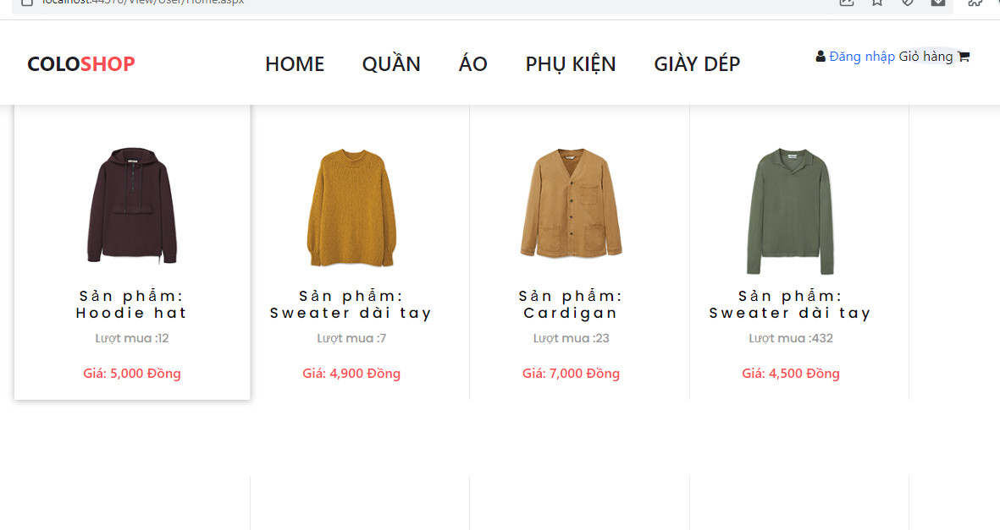 localhost:44376/View/User/Home.aspx
COLOSHOP
HOME QUẦN ÁO PHỤ KIỆN GIÀY DÉP
Đăng nhập Giỏ hàng
Sản phẩm:
Hoodie hat
Lượt mua :12
Giá: 5,000 Đồng
Sản phẩm:
Sweater dài tay
Lượt mua :7
Giá: 4,900 Đồng
Sản phẩm:
Cardigan
Lượt mua :23
Giá: 7,000 Đồng
Sản phẩm:
Sweater dài tay
Lượt mua :432
Giá: 4,500 Đồng